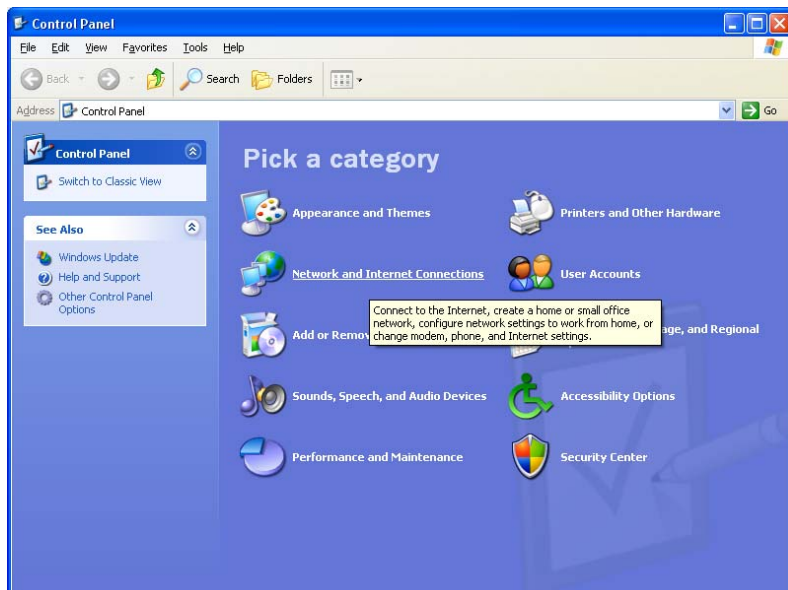 Control Panel
File Edit View Favorites Tools Help
Back Search Folders
Address Control Panel Go
Control Panel
Switch to Classic View
See Also
Windows Update
Help and Support
Other Control Panel
Options
Pick a category
Appearance and Themes
Printers and Other Hardware
Network and Internet Connections
User Accounts
Connect to the Internet, create a home or small office
network, configure network settings to work from home, or
change modem, phone, and Internet settings.
Add or Remov
age, and Regional
Sounds, Speech, and Audio Devices
Accessibility Options
Performance and Maintenance
Security Center